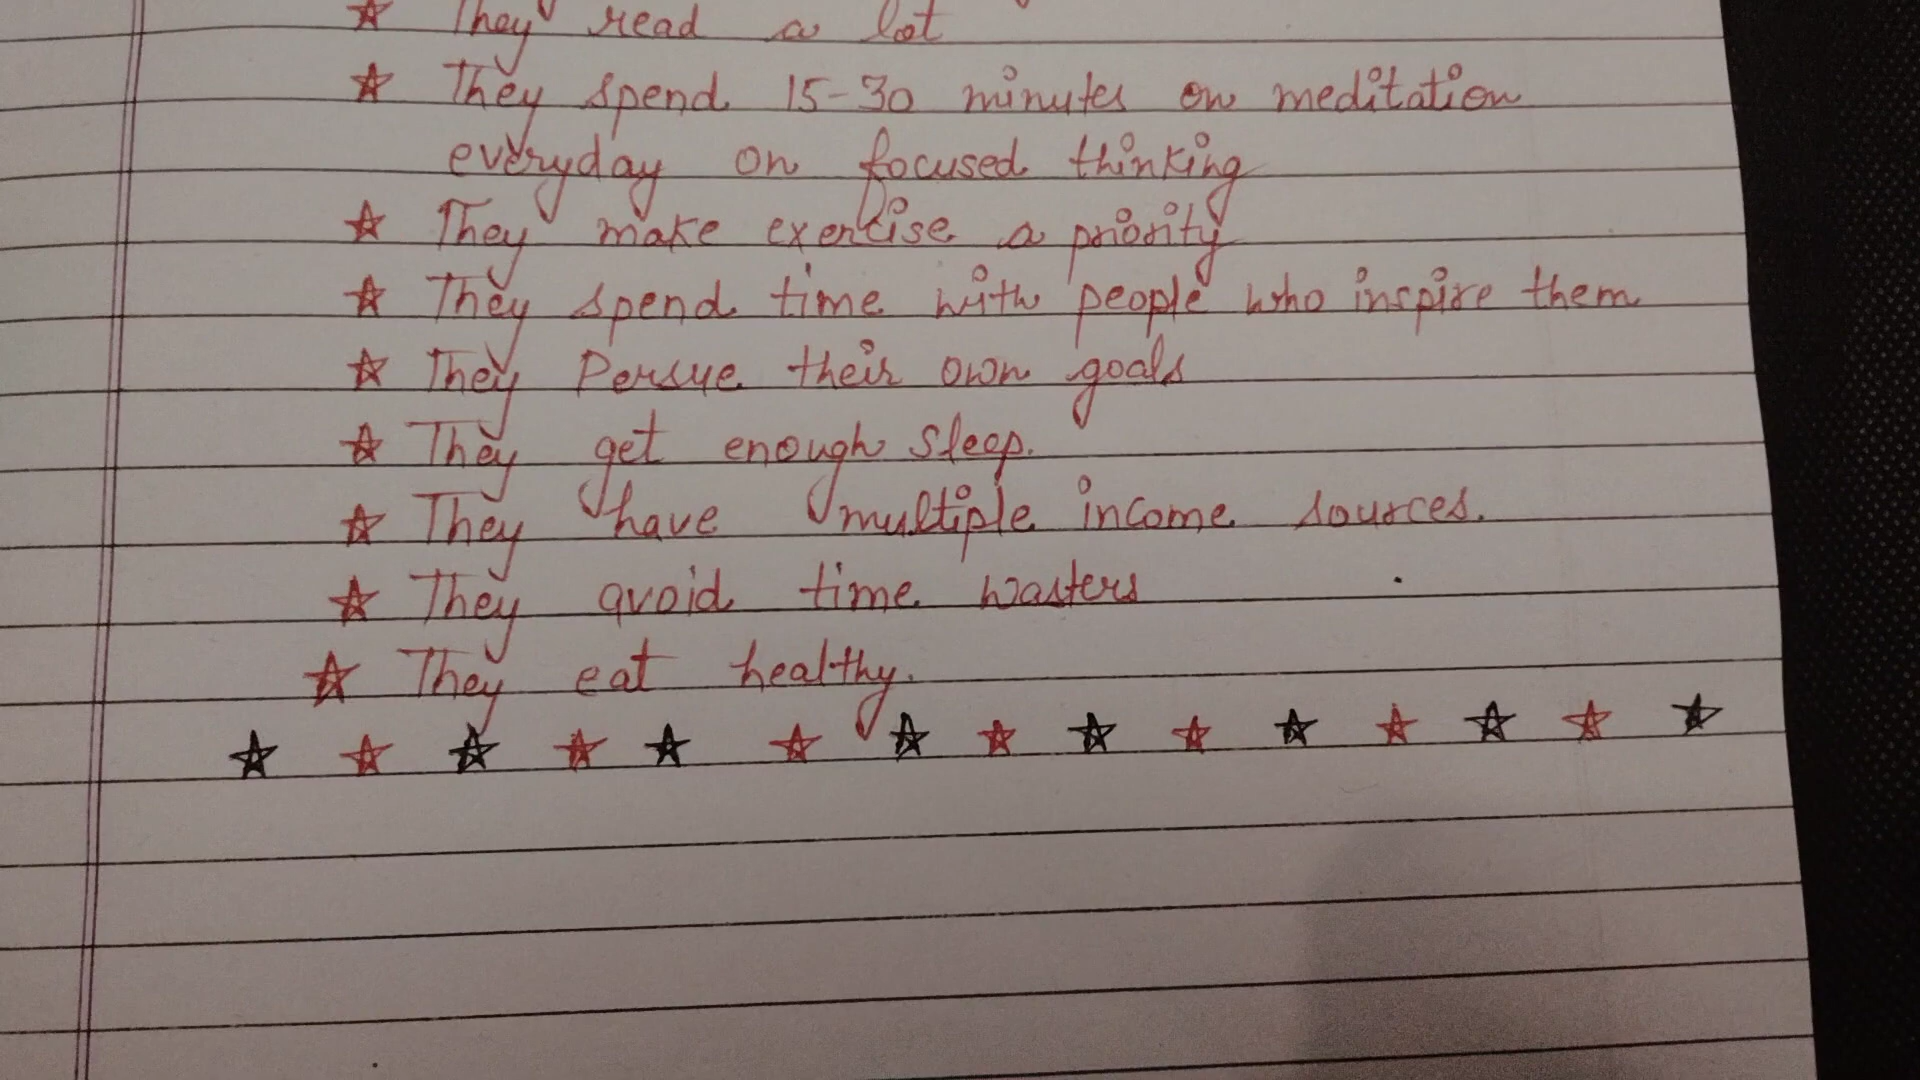 ☆ They read a lot
☆ They spend 15-30 minutes on meditation
everyday on focused thinking
☆ They make exercise a priority
☆ They spend time with people who inspire them
☆ They Persue their own goals
☆ They get enough sleep.
☆ They have multiple income sources.
☆ They avoid time wasters
☆ They eat healthy.